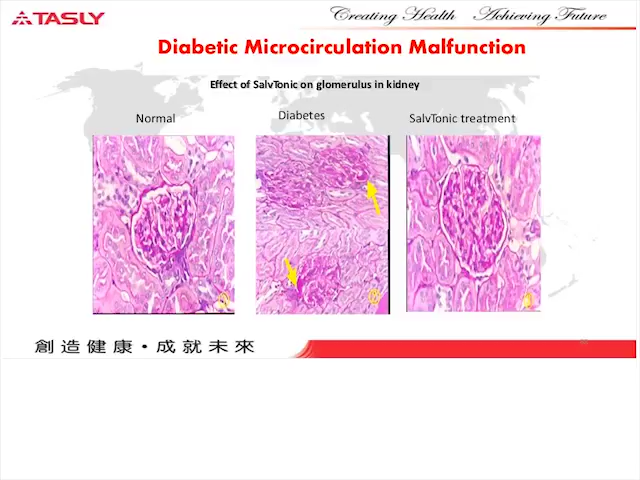 TASLY
Creating Health Achieving Future
Diabetic Microcirculation Malfunction
Effect of SalvTonic on glomerulus in kidney
Normal
Diabetes
SalvTonic treatment
創造健康·成就未來